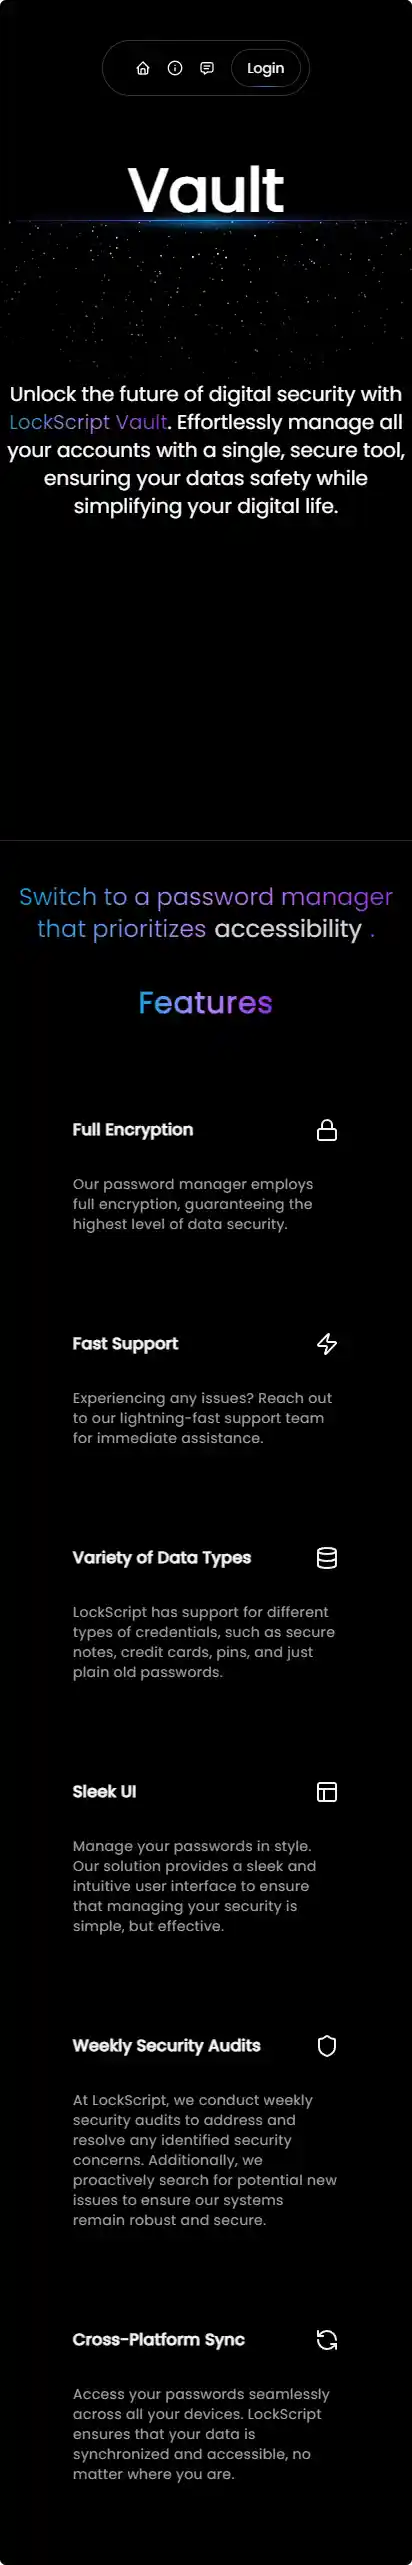 Login
Vault
Unlock the future of digital security with
LockScript Vault. Effortlessly manage all
your accounts with a single, secure tool,
ensuring your datas safety while
simplifying your digital life.
Switch to a password manager
that prioritizes accessibility .
Features
Full Encryption
Our password manager employs
full encryption, guaranteeing the
highest level of data security.
Fast Support
Experiencing any issues? Reach out
to our lightning-fast support team
for immediate assistance.
Variety of Data Types
LockScript has support for different
types of credentials, such as secure
notes, credit cards, pins, and just
plain old passwords.
Sleek UI
Manage your passwords in style.
Our solution provides a sleek and
intuitive user interface to ensure
that managing your security is
simple, but effective.
Weekly Security Audits
At LockScript, we conduct weekly
security audits to address and
resolve any identified security
concerns. Additionally, we
proactively search for potential new
issues to ensure our systems
remain robust and secure.
Cross-Platform Sync
Access your passwords seamlessly
across all your devices. LockScript
ensures that your data is
synchronized and accessible, no
matter where you are.